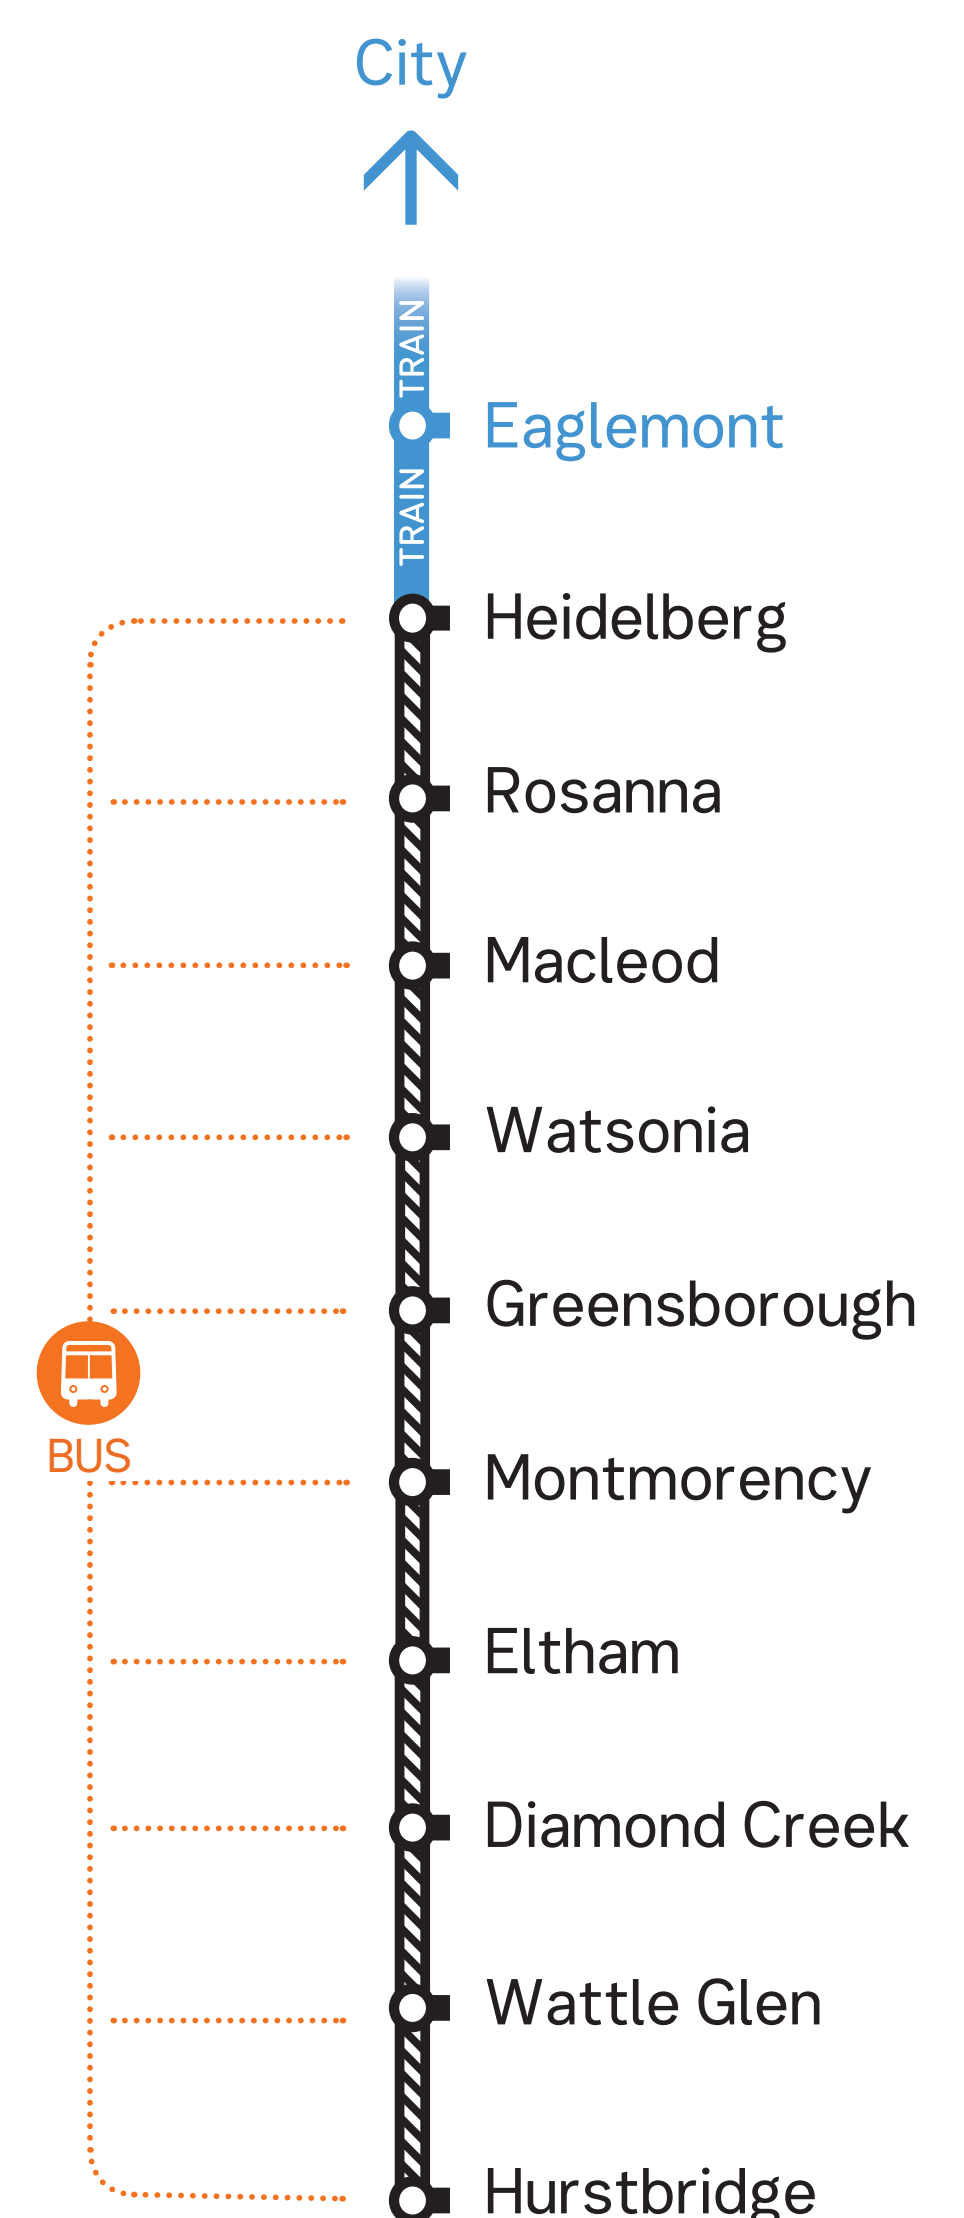 City
TRAIN
Eaglemont
TRAIN
Heidelberg
Rosanna
Macleod
Watsonia
Greensborough
BUS
Montmorency
Eltham
Diamond Creek
Wattle Glen
Hurstbridge